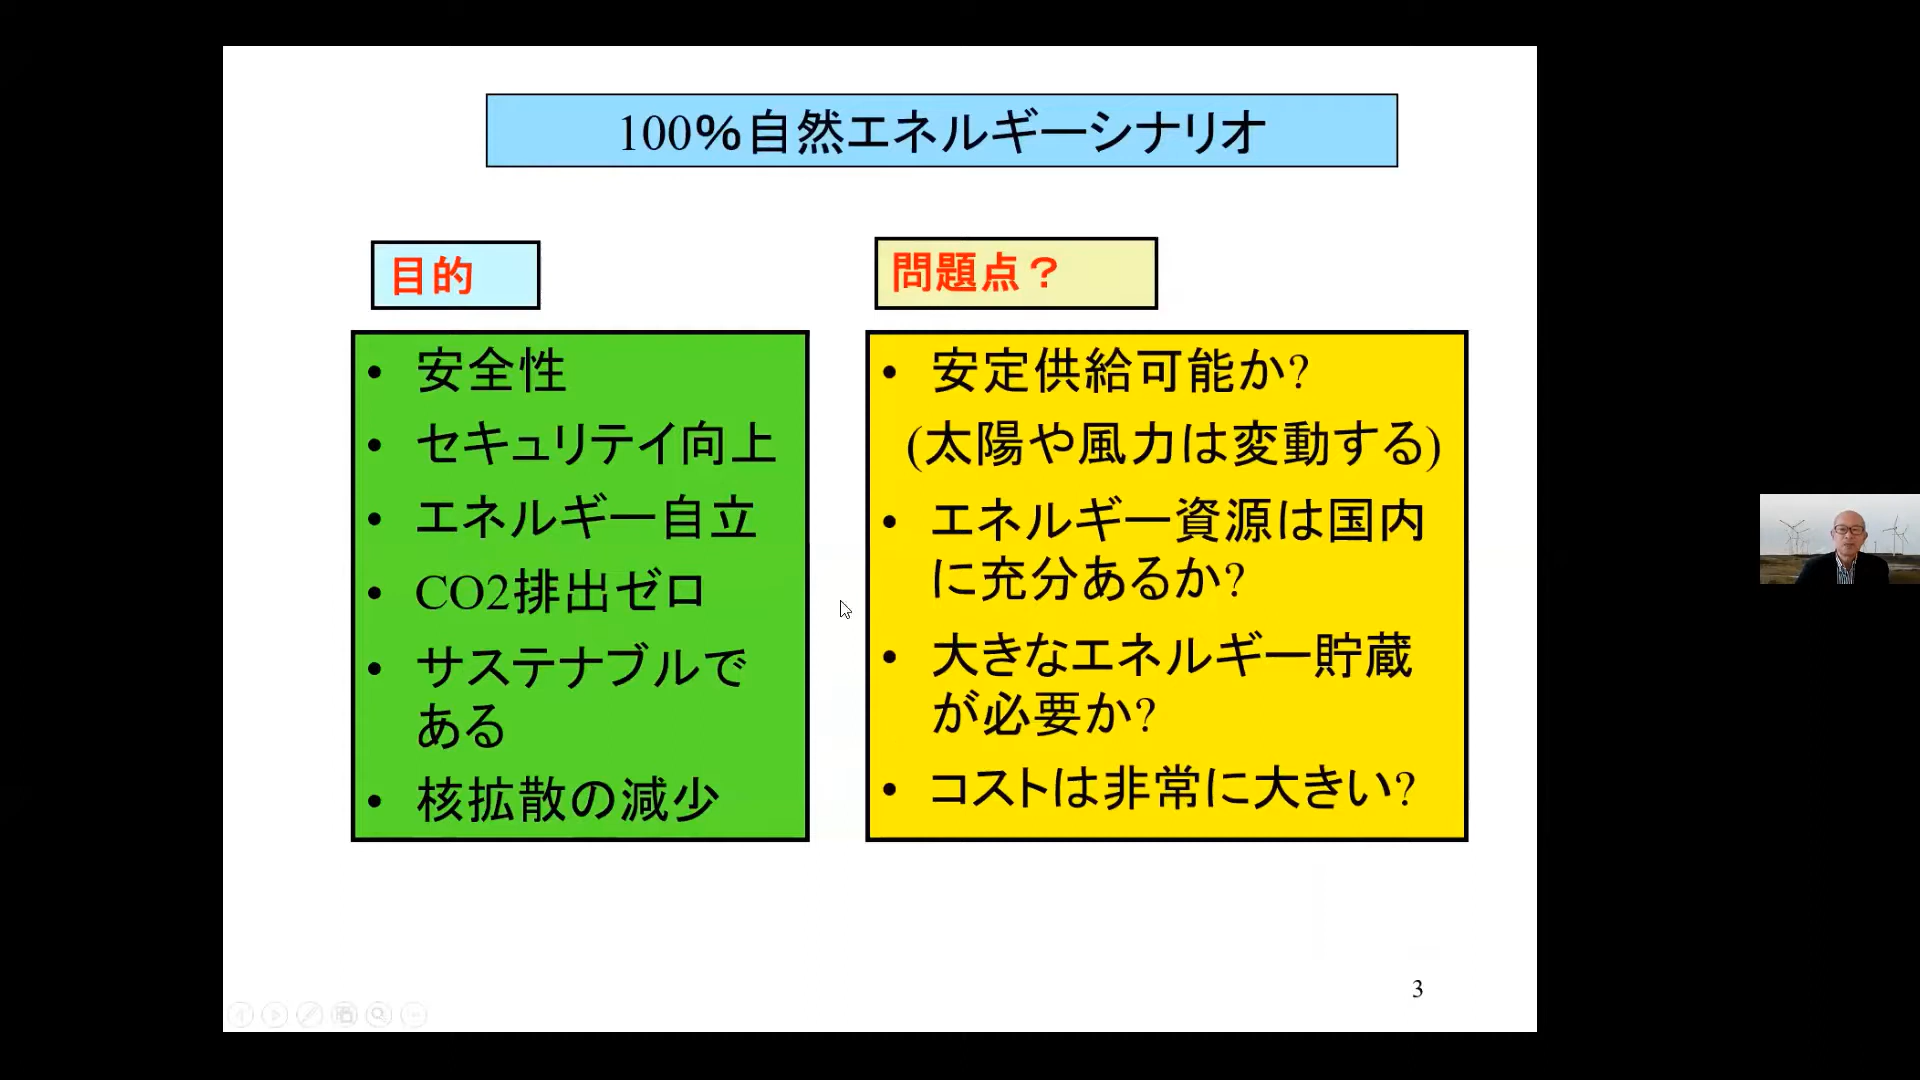 100%自然エネルギーシナリオ
目的
・ 安全性
・ セキュリテイ向上
・ エネルギー自立
・ CO2排出ゼロ
・ サステナブルで
ある
・ 核拡散の減少
問題点？
・ 安定供給可能か?
(太陽や風力は変動する)
・ エネルギー資源は国内
に充分あるか?
・ 大きなエネルギー貯蔵
が必要か?
・ コストは非常に大きい?
3